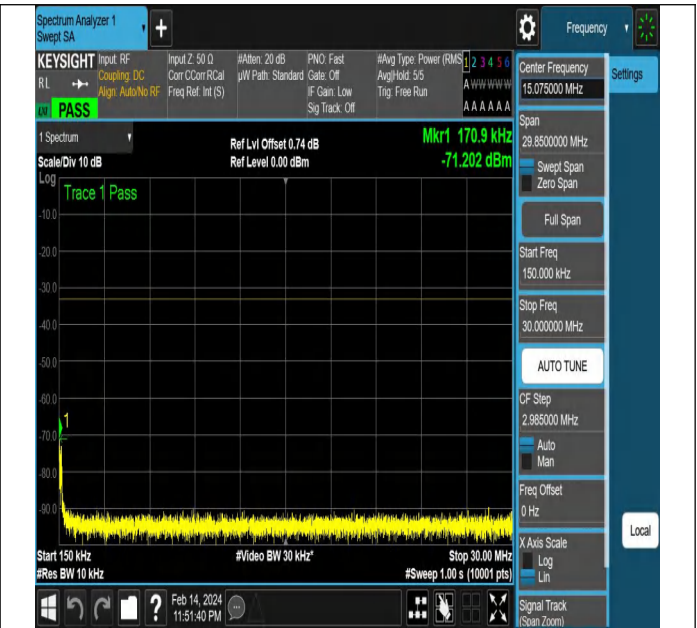 Spectrum Analyzer 1
Swept SA
+
Frequency
KEYSIGHT
RL
PASS
Input: RF
Coupling: DC
Align: Auto/No RF
Input Z: 50 Ω
Corr CCorr RCal
Freq Ref: Int (S)
#Atten: 20 dB
µW Path: Standard
PNO: Fast
Gate: Off
IF Gain: Low
Sig Track: Off
#Avg Type: Power (RMS
Avg|Hold: 5/5
Trig: Free Run
1 2 3 4 5 6
A W W W W W
A A A A A A
1 Spectrum
Scale/Div 10 dB
Ref Lvl Offset 0.74 dB
Ref Level 0.00 dBm
Mkr1 170.9 kHz
-71.202 dBm
Log
Trace 1 Pass
-10.0
-20.0
-30.0
-40.0
-50.0
-60.0
1
-70.0
-80.0
-90.0
Start 150 kHz
#Res BW 10 kHz
#Video BW 30 kHz*
Stop 30.00 MHz
#Sweep 1.00 s (10001 pts)
?
Feb 14, 2024
11:51:40 PM
Center Frequency
15.075000 MHz
Settings
Span
29.8500000 MHz
Swept Span
Zero Span
Full Span
Start Freq
150.000 kHz
Stop Freq
30.000000 MHz
AUTO TUNE
CF Step
2.985000 MHz
Auto
Man
Freq Offset
0 Hz
Local
X Axis Scale
Log
Lin
Signal Track
(Span Zoom)